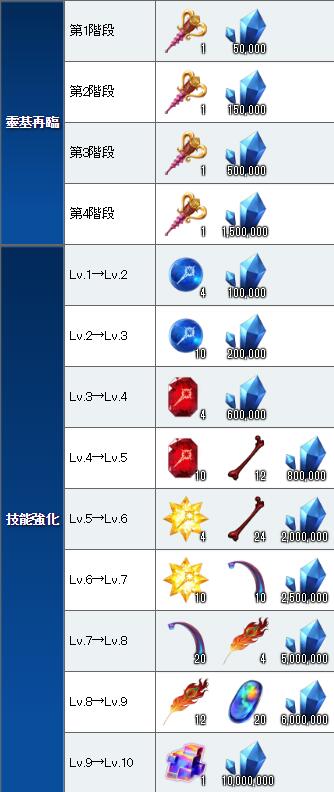 靈基再臨
第1階段
1 50,000
第2階段
1 150,000
第3階段
1 500,000
第4階段
1 1,500,000
技能強化
Lv.1→Lv.2
4 100,000
Lv.2→Lv.3
10 200,000
Lv.3→Lv.4
4 600,000
Lv.4→Lv.5
10 12 800,000
Lv.5→Lv.6
4 24 2,000,000
Lv.6→Lv.7
10 10 2,500,000
Lv.7→Lv.8
20 4 5,000,000
Lv.8→Lv.9
12 20 6,000,000
Lv.9→Lv.10
1 10,000,000